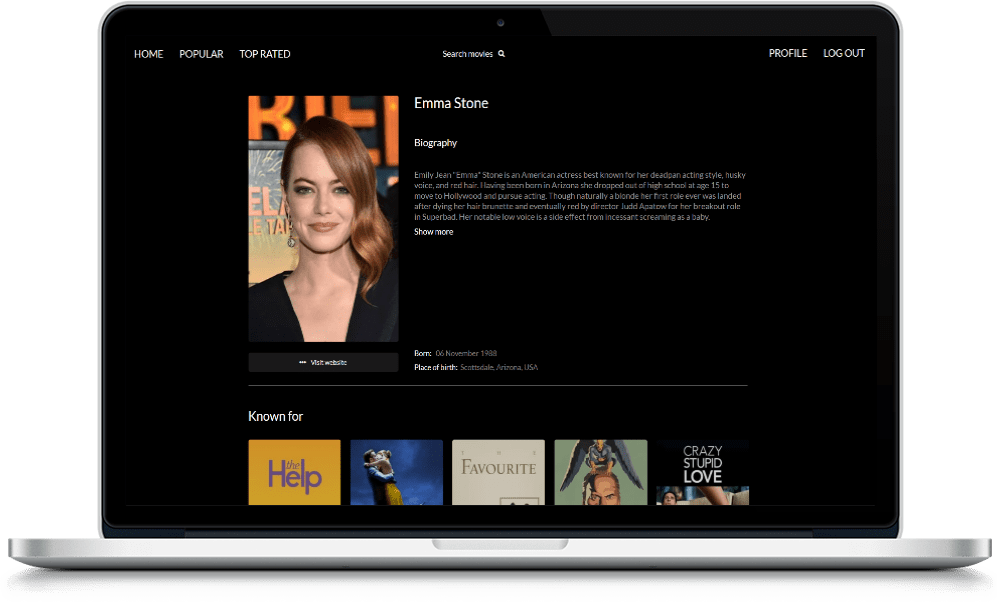 HOME POPULAR TOP RATED Search movies PROFILE LOG OUT
Emma Stone
Biography
Emily Jean "Emma" Stone is an American actress best known for her deadpan acting style, husky
voice, and red hair. Having been born in Arizona she dropped out of high school at age 15 to
move to Hollywood and pursue acting. Though naturally a blonde her first role ever was landed
after dying her hair brunette and eventually red by director Judd Apatow for her breakout role
in Superbad. Her notable low voice is a side effect from incessant screaming as a baby.
Show more
Visit website
Born: 06 November 1988
Place of birth: Scottsdale, Arizona, USA
Known for
the
Help
THE
FAVOURITE
CRAZY
STUPID
LOVE